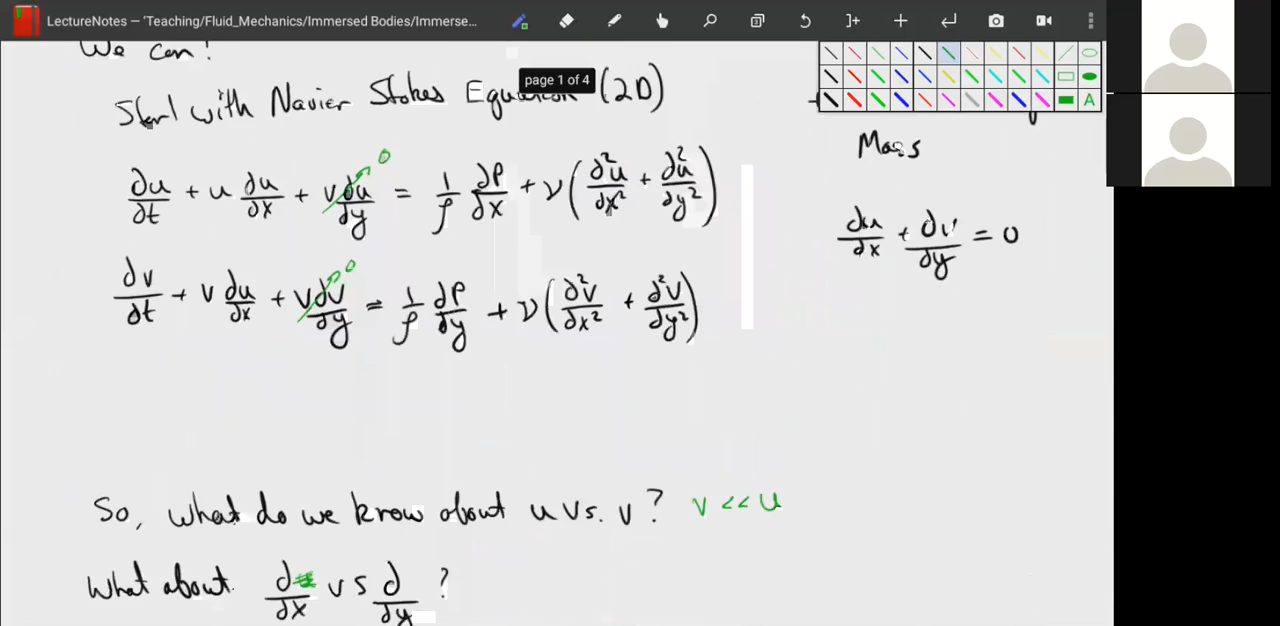 LectureNotes — 'Teaching/Fluid_Mechanics/Immersed Bodies/Immerse...
We can!
page 1 of 4
Start with Navier Stokes Equation (2D)
A
Mass
∂u/∂t + u ∂u/∂x + v ∂u/∂y = 1/ρ ∂P/∂x + ν (∂²u/∂x² + ∂²u/∂y²)
0
∂u/∂x + ∂v/∂y = 0
∂v/∂t + v ∂u/∂x + v ∂v/∂y = 1/ρ ∂P/∂y + ν (∂²v/∂x² + ∂²v/∂y²)
0
So, what do we know about u vs. v? v << u
What about ∂/∂x vs ∂/∂y ?